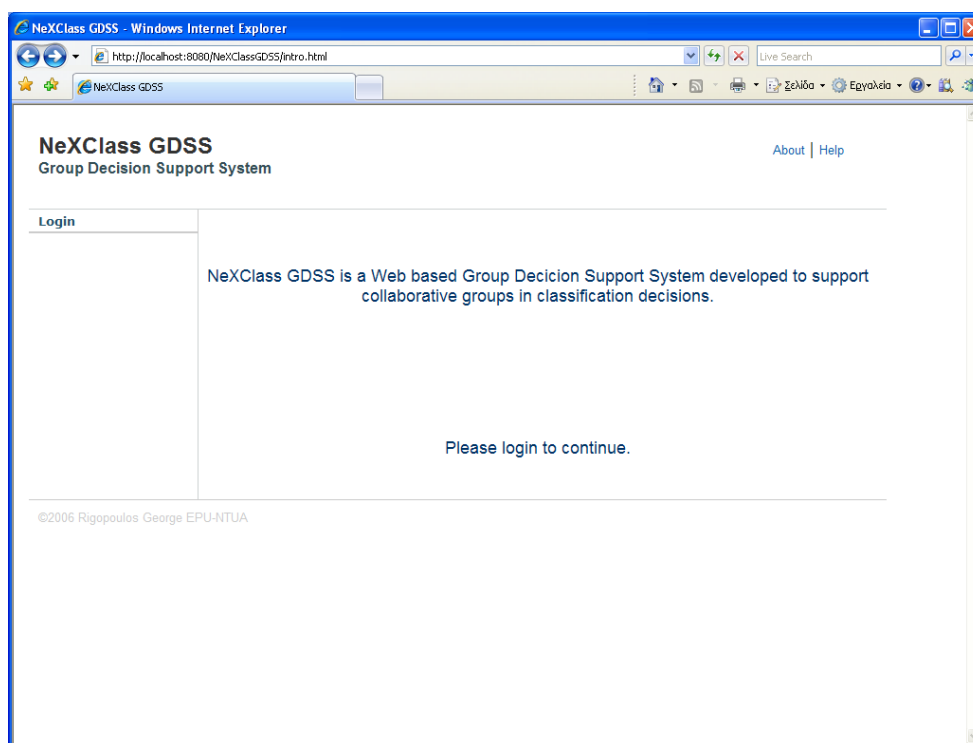 NeXClass GDSS - Windows Internet Explorer
http://localhost:8080/NeXClassGDSS/intro.html
Live Search
NeXClass GDSS
Σελίδα
Εργαλεία
NeXClass GDSS
Group Decision Support System
About | Help
Login
NeXClass GDSS is a Web based Group Decicion Support System developed to support
collaborative groups in classification decisions.
Please login to continue.
©2006 Rigopoulos George EPU-NTUA